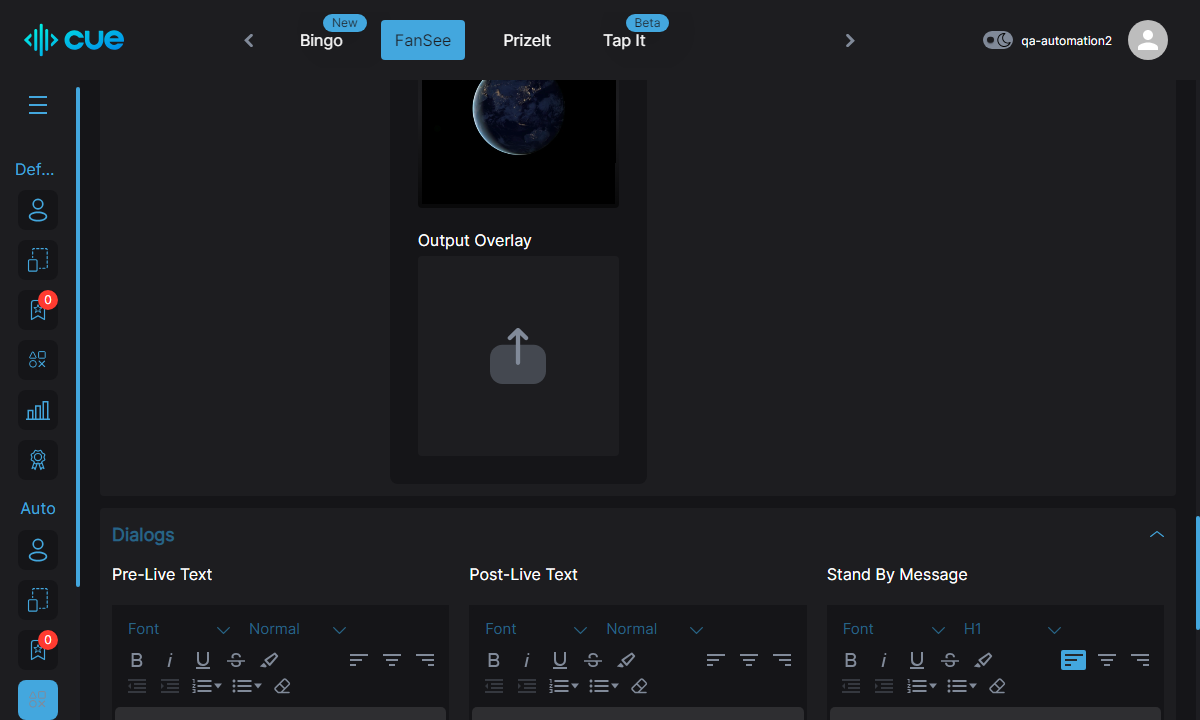 cue
Bingo
New
FanSee
PrizeIt
Tap It
Beta
qa-automation2
Def...
0
Output Overlay
Auto
Dialogs
Pre-Live Text
Post-Live Text
Stand By Message
Font
Normal
Font
Normal
Font
H1
0